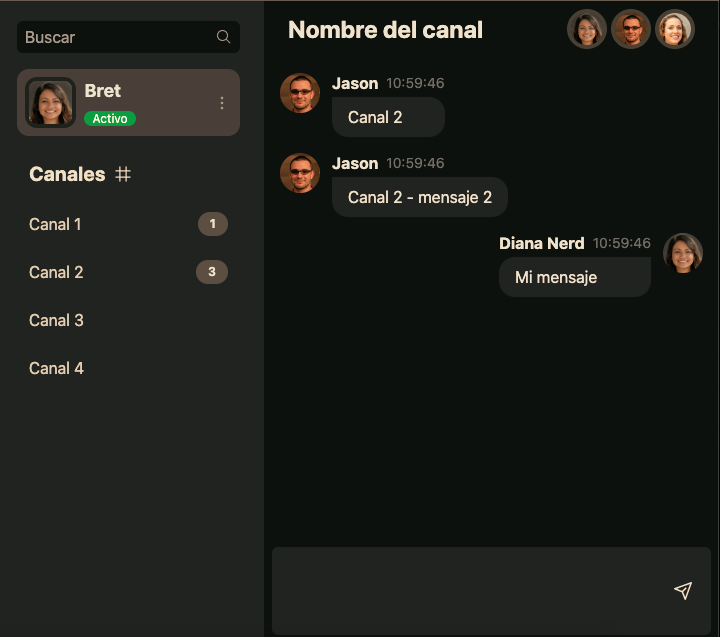 Buscar
Bret
Activo
Canales
Canal 1
1
Canal 2
3
Canal 3
Canal 4
Nombre del canal
Jason 10:59:46
Canal 2
Jason 10:59:46
Canal 2 - mensaje 2
Diana Nerd 10:59:46
Mi mensaje